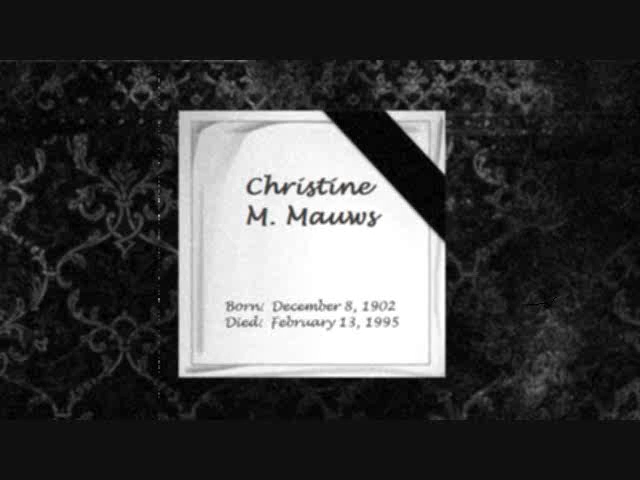 Christine
M. Mauws
Born: December 8, 1902
Died: February 13, 1995